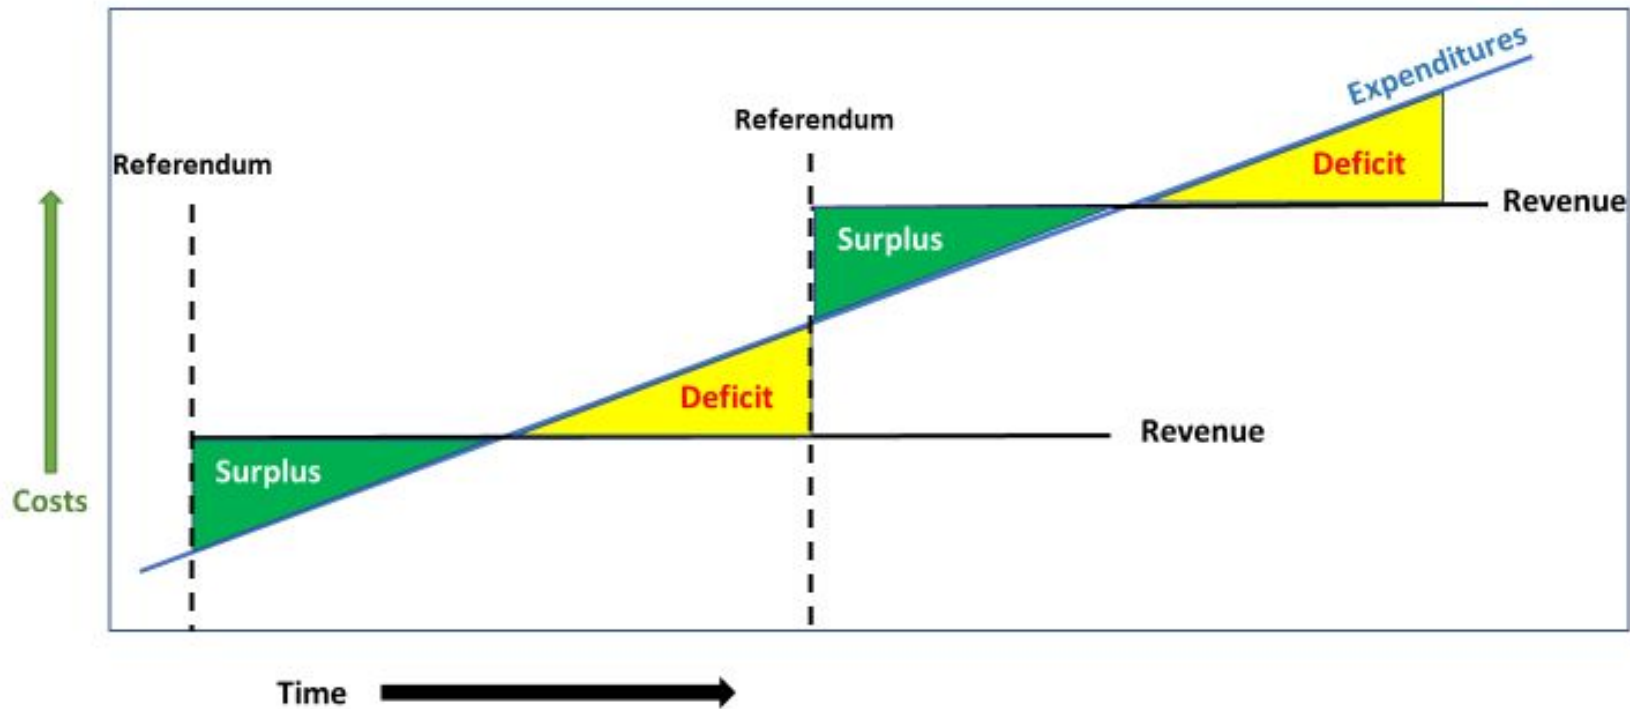 Expenditures
Referendum
Referendum
Deficit
Revenue
Surplus
Deficit
Revenue
Surplus
Costs
Time